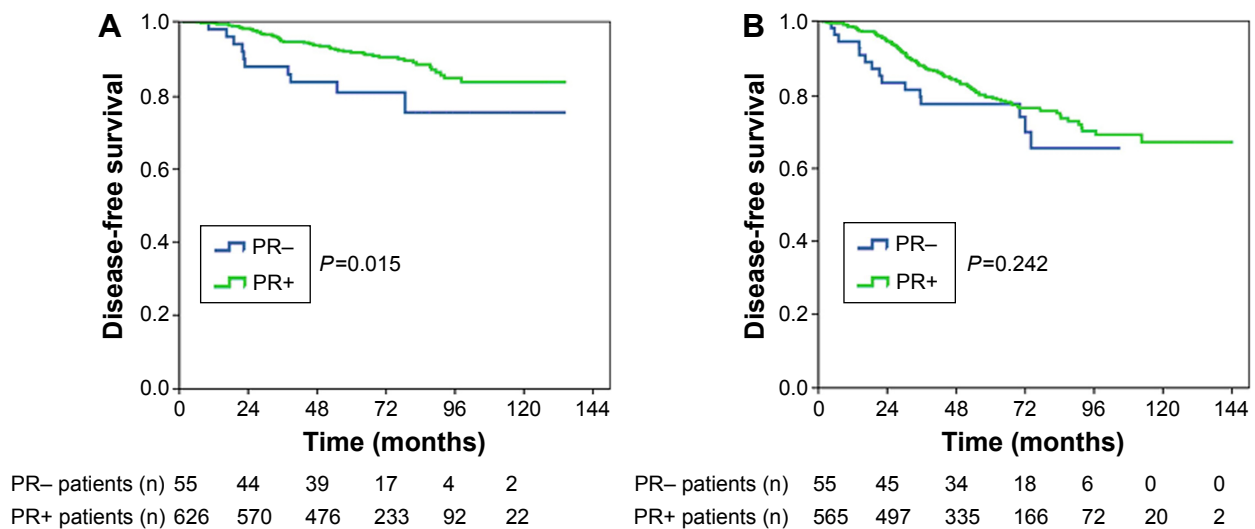 A
Disease-free survival
1.0
0.8
0.6
0.4
0.2
0.0
PR–
PR+
P=0.015
0 24 48 72 96 120 144
Time (months)
PR– patients (n) 55 44 39 17 4 2
PR+ patients (n) 626 570 476 233 92 22
B
Disease-free survival
1.0
0.8
0.6
0.4
0.2
0.0
PR–
PR+
P=0.242
0 24 48 72 96 120 144
Time (months)
PR– patients (n) 55 45 34 18 6 0 0
PR+ patients (n) 565 497 335 166 72 20 2